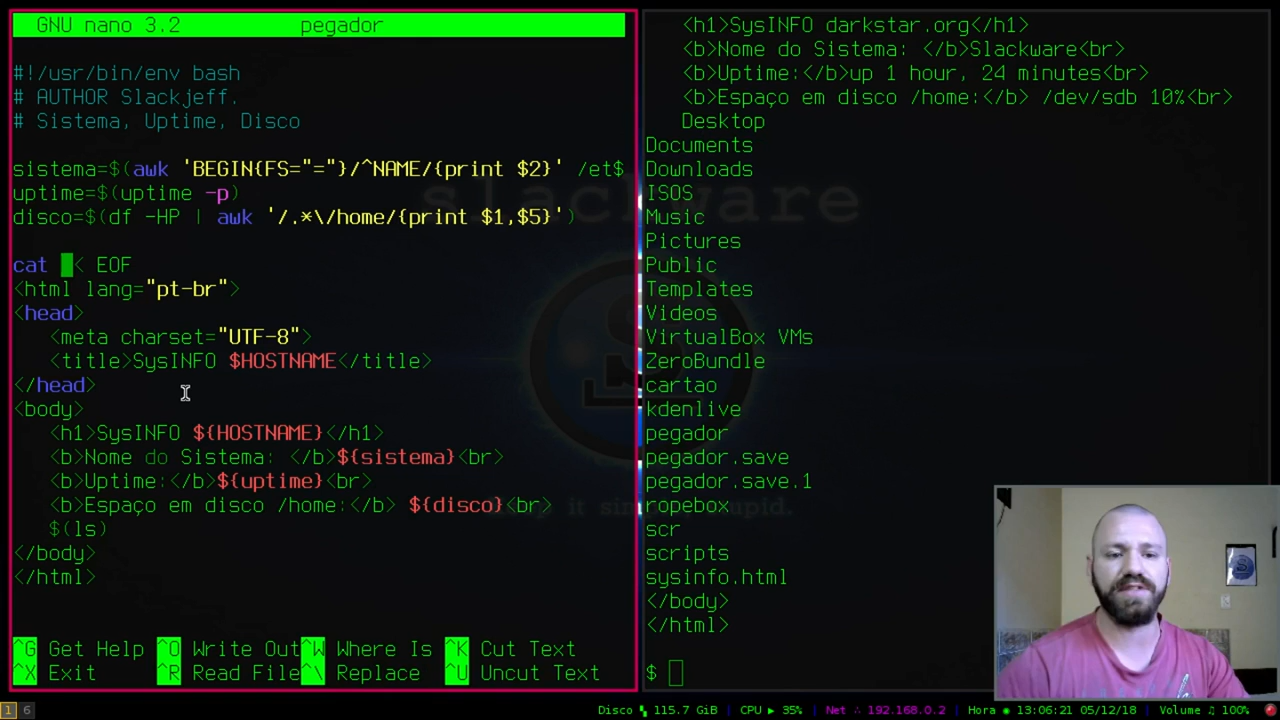 GNU nano 3.2 pegador
#!/usr/bin/env bash
# AUTHOR Slackjeff.
# Sistema, Uptime, Disco
sistema=$(awk 'BEGIN{FS="="}/^NAME/{print $2}' /et$
uptime=$(uptime -p)
disco=$(df -HP | awk '/.*\/home/{print $1,$5}')
cat << EOF
<html lang="pt-br">
<head>
<meta charset="UTF-8">
<title>SysINFO $HOSTNAME</title>
</head>
<body>
<h1>SysINFO ${HOSTNAME}</h1>
<b>Nome do Sistema: </b>${sistema}<br>
<b>Uptime:</b>${uptime}<br>
<b>Espaço em disco /home:</b> ${disco}<br>
$(ls)
</body>
</html>
^G Get Help ^O Write Out ^W Where Is ^K Cut Text
^X Exit ^R Read File ^\ Replace ^U Uncut Text
<h1>SysINFO darkstar.org</h1>
<b>Nome do Sistema: </b>Slackware<br>
<b>Uptime:</b>up 1 hour, 24 minutes<br>
<b>Espaço em disco /home:</b> /dev/sdb 10%<br>
Desktop
Documents
Downloads
ISOS
Music
Pictures
Public
Templates
Videos
VirtualBox VMs
ZeroBundle
cartao
kdenlive
pegador
pegador.save
pegador.save.1
ropebox
scr
scripts
sysinfo.html
</body>
</html>
$
slackware
1 6
Disco 115.7 GiB | CPU ▶ 35% | Net ∴ 192.168.0.2 | Hora ◉ 13:06:21 05/12/18 | Volume ♫ 100%